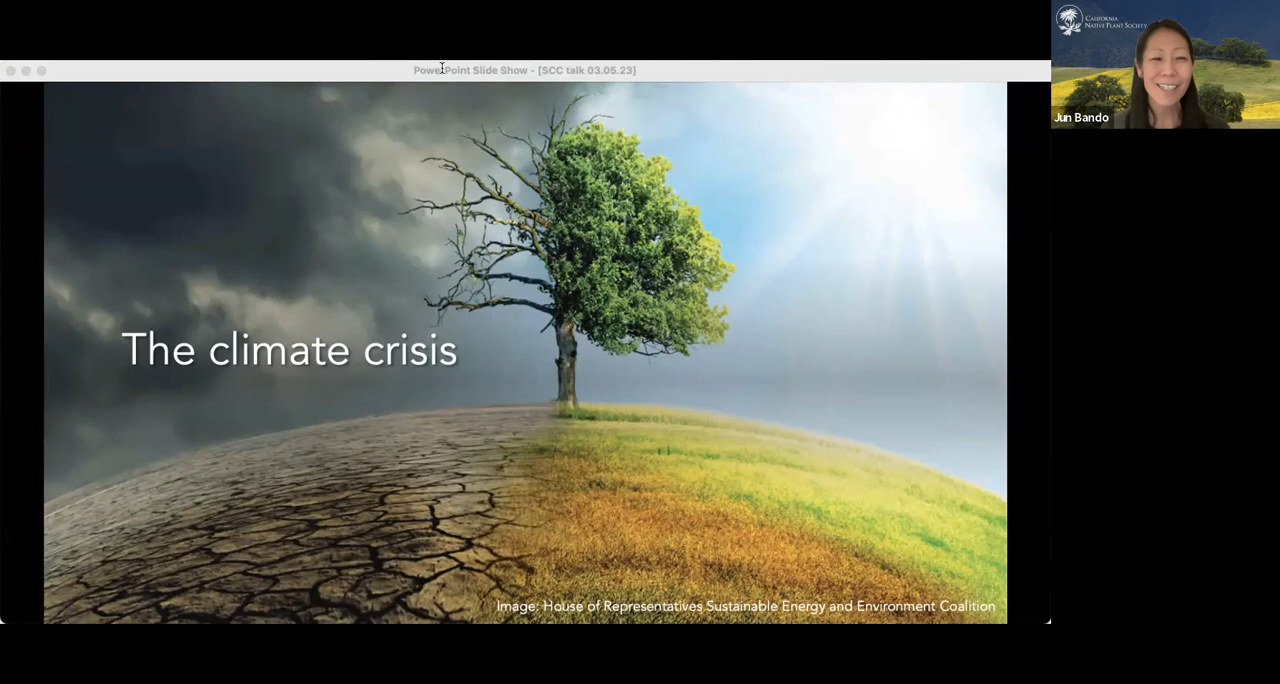 PowerPoint Slide Show - [SCC talk 03.05.23]
The climate crisis
Image: House of Representatives Sustainable Energy and Environment Coalition
CALIFORNIA
NATIVE PLANT SOCIETY
Jun Bando